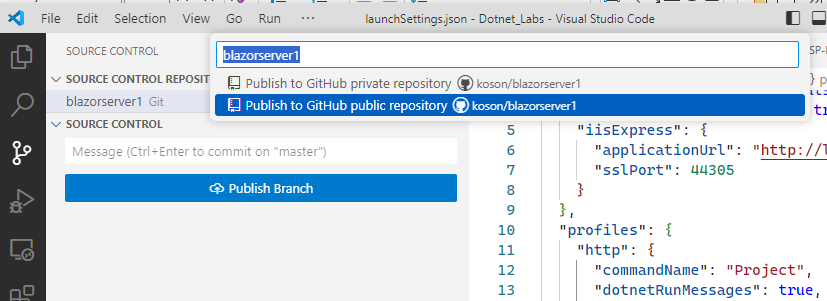 File Edit Selection View Go Run ··· launchSettings.json - Dotnet_Labs - Visual Studio Code
SOURCE CONTROL
blazorserver1
SOURCE CONTROL REPOSIT
Publish to GitHub private repository koson/blazorserver1
blazorserver1 Git
Publish to GitHub public repository koson/blazorserver1
SOURCE CONTROL
Message (Ctrl+Enter to commit on "master")
Publish Branch
5 "iisExpress": {
6 "applicationUrl": "http://l
7 "sslPort": 44305
8 }
9 },
10 "profiles": {
11 "http": {
12 "commandName": "Project",
13 "dotnetRunMessages": true,